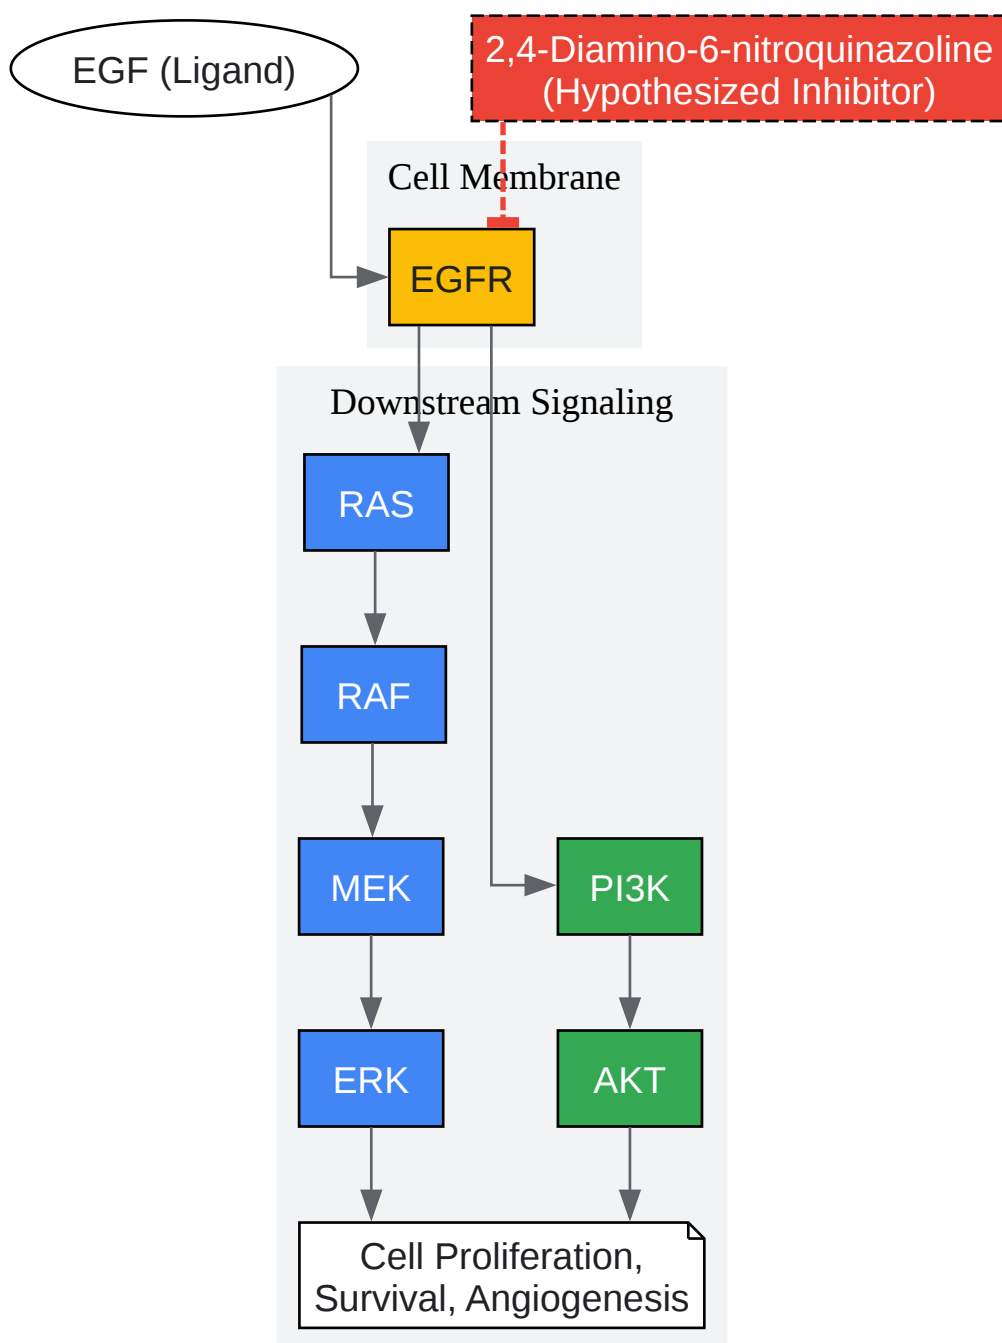 EGF (Ligand)
2,4-Diamino-6-nitroquinazoline
(Hypothesized Inhibitor)
Cell Membrane
EGFR
Downstream Signaling
RAS
RAF
MEK
PI3K
ERK
AKT
Cell Proliferation,
Survival, Angiogenesis